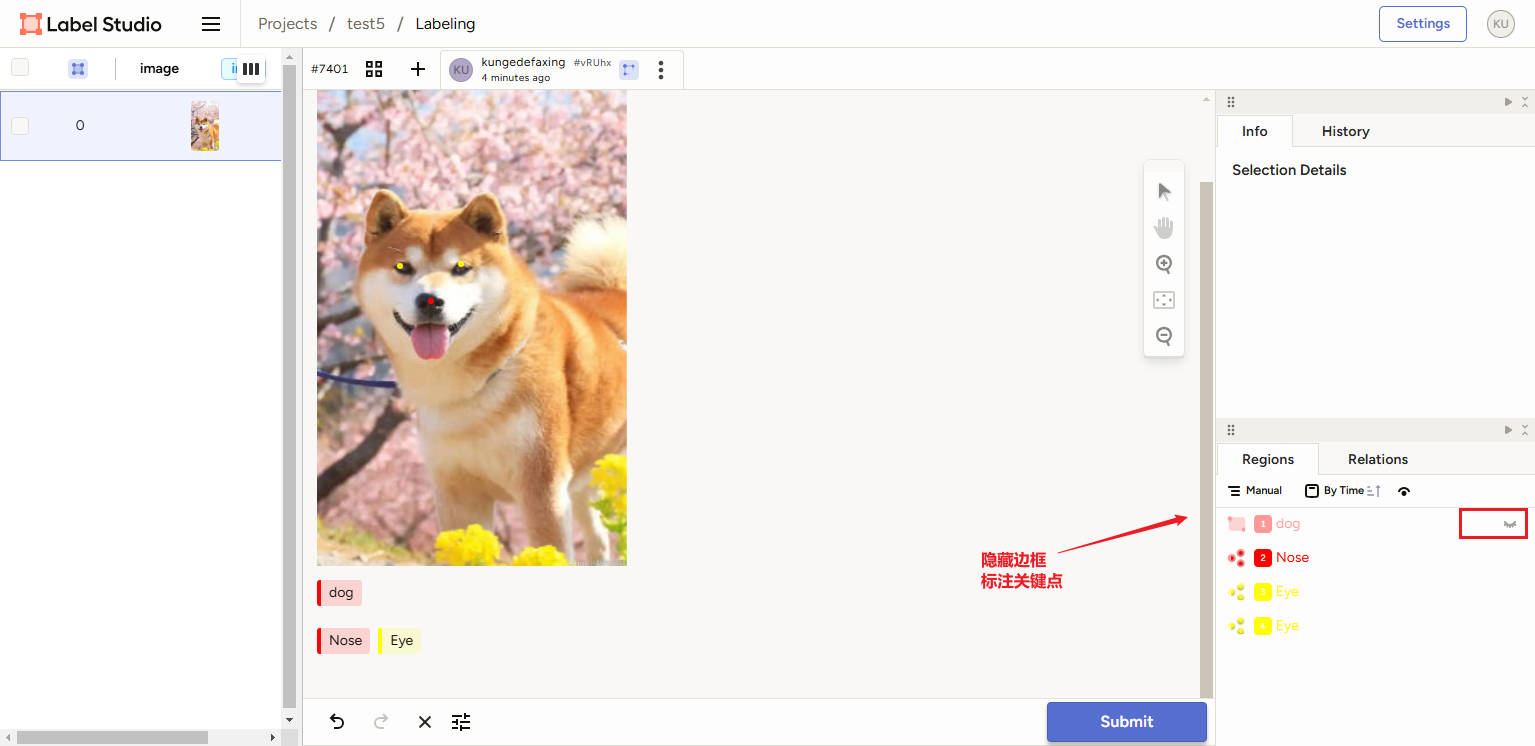 Label Studio
Projects / test5 / Labeling
Settings
KU
image
0
#7401
KU
kungedefaxing #vRUhx
4 minutes ago
Info
History
Selection Details
Regions
Relations
Manual
By Time
1 dog
2 Nose
3 Eye
4 Eye
隐藏边框
标注关键点
dog
Nose
Eye
Submit